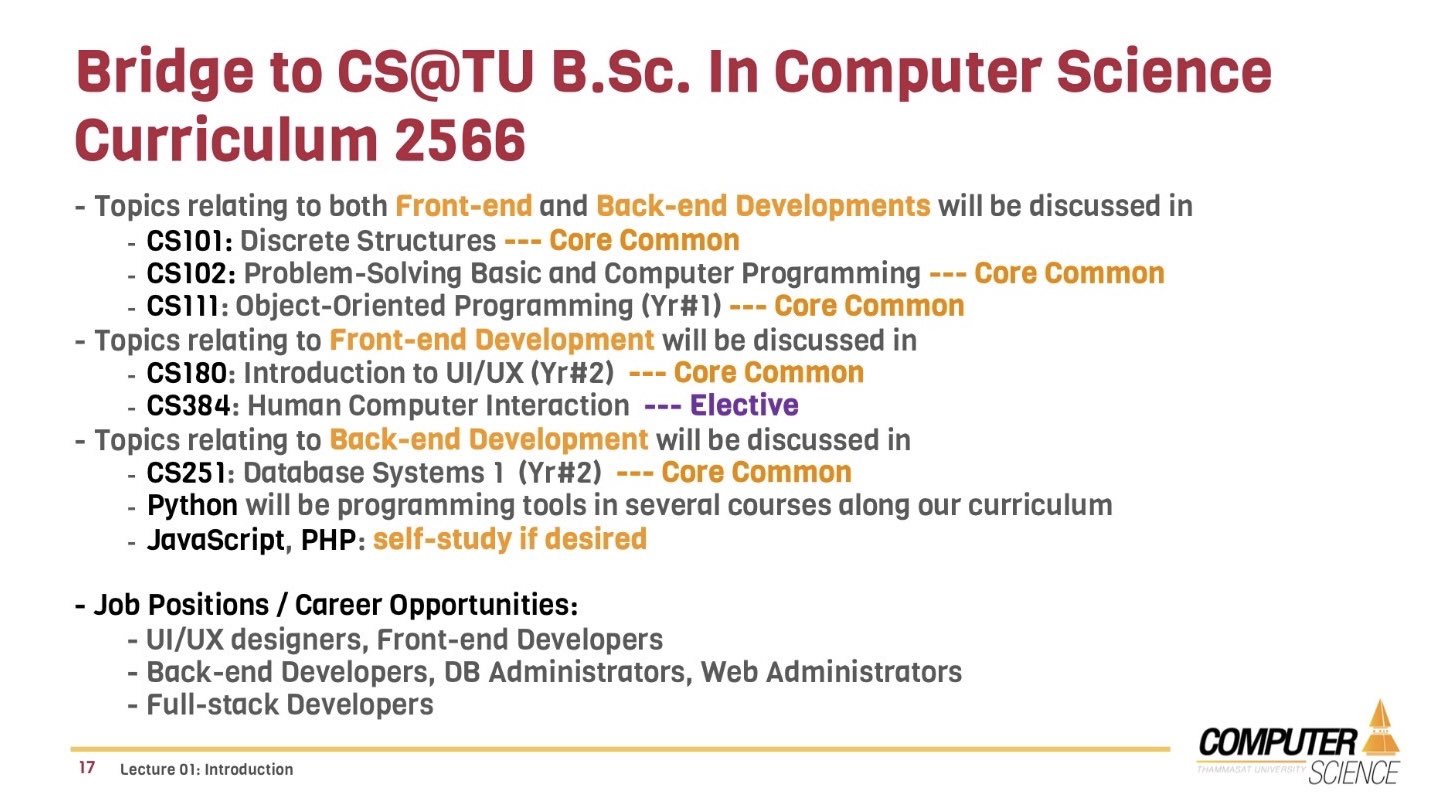 Bridge to CS@TU B.Sc. In Computer Science
Curriculum 2566
- Topics relating to both Front-end and Back-end Developments will be discussed in
- CS101: Discrete Structures --- Core Common
- CS102: Problem-Solving Basic and Computer Programming --- Core Common
- CS111: Object-Oriented Programming (Yr#1) --- Core Common
- Topics relating to Front-end Development will be discussed in
- CS180: Introduction to UI/UX (Yr#2) --- Core Common
- CS384: Human Computer Interaction --- Elective
- Topics relating to Back-end Development will be discussed in
- CS251: Database Systems 1 (Yr#2) --- Core Common
- Python will be programming tools in several courses along our curriculum
- JavaScript, PHP: self-study if desired
- Job Positions / Career Opportunities:
- UI/UX designers, Front-end Developers
- Back-end Developers, DB Administrators, Web Administrators
- Full-stack Developers
17 Lecture 01: Introduction
COMPUTER
THAMMASAT UNIVERSITY SCIENCE